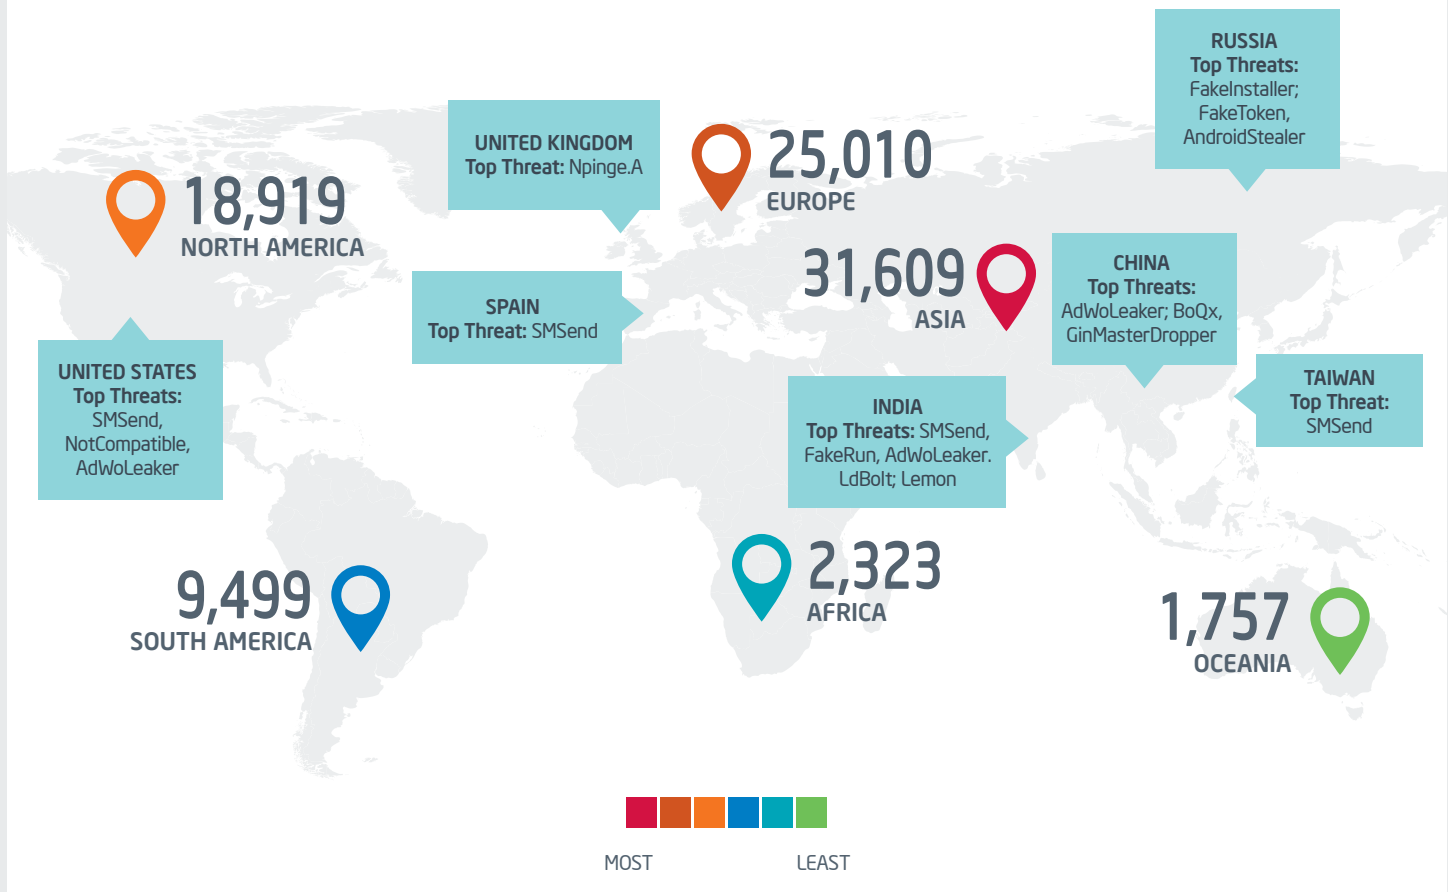 RUSSIA
Top Threats:
FakeInstaller;
FakeToken,
AndroidStealer
UNITED KINGDOM
Top Threat: Npinge.A
25,010
EUROPE
18,919
NORTH AMERICA
31,609
ASIA
CHINA
Top Threats:
AdWoLeaker; BoQx,
GinMasterDropper
SPAIN
Top Threat: SMSend
UNITED STATES
Top Threats:
SMSend,
NotCompatible,
AdWoLeaker
TAIWAN
Top Threat:
SMSend
INDIA
Top Threats: SMSend,
FakeRun, AdWoLeaker.
LdBolt; Lemon
2,323
AFRICA
9,499
SOUTH AMERICA
1,757
OCEANIA
MOST
LEAST